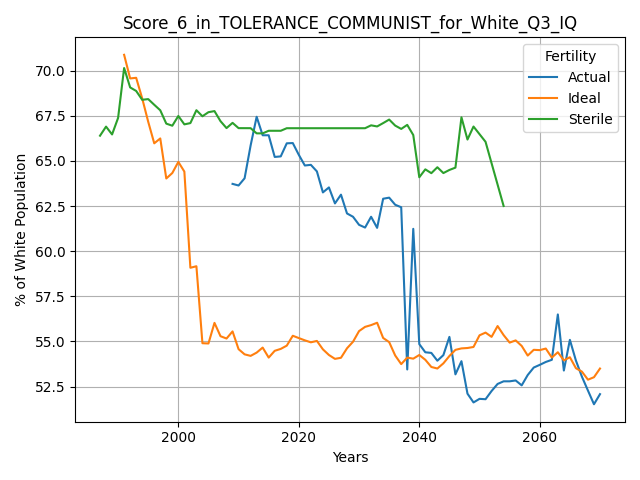 Score_6_in_TOLERANCE_COMMUNIST_for_White_Q3_IQ
Fertility
Actual
Ideal
Sterile
% of White Population
70.0
67.5
65.0
62.5
60.0
57.5
55.0
52.5
2000
2020
2040
2060
Years